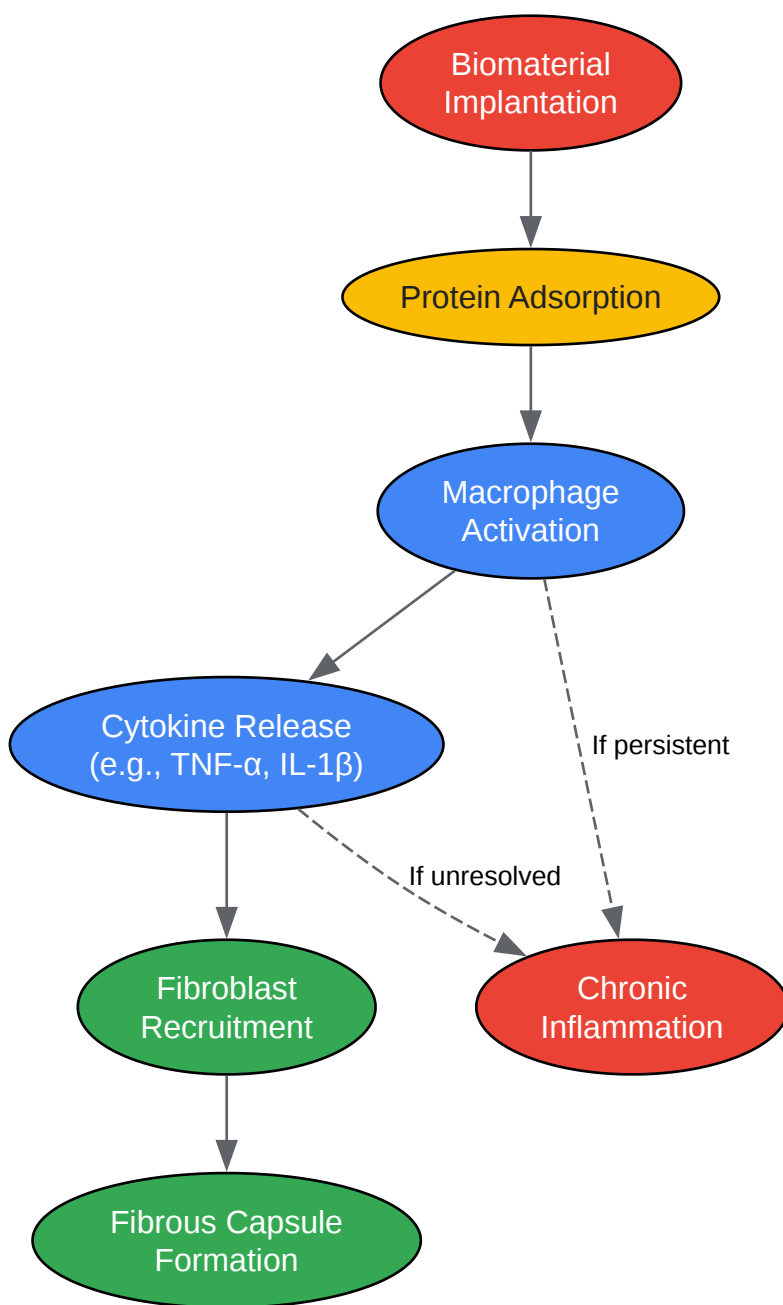 Biomaterial
Implantation
Protein Adsorption
Macrophage
Activation
Cytokine Release
(e.g., TNF-α, IL-1β)
If persistent
If unresolved
Fibroblast
Recruitment
Chronic
Inflammation
Fibrous Capsule
Formation